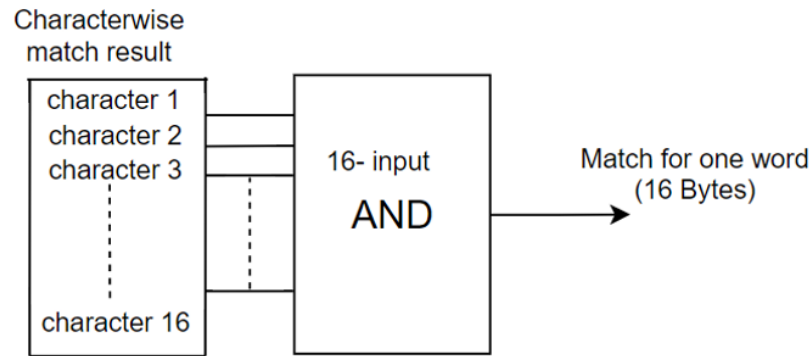 Characterwise
match result
character 1
character 2
character 3
character 16
16- input
AND
Match for one word
(16 Bytes)